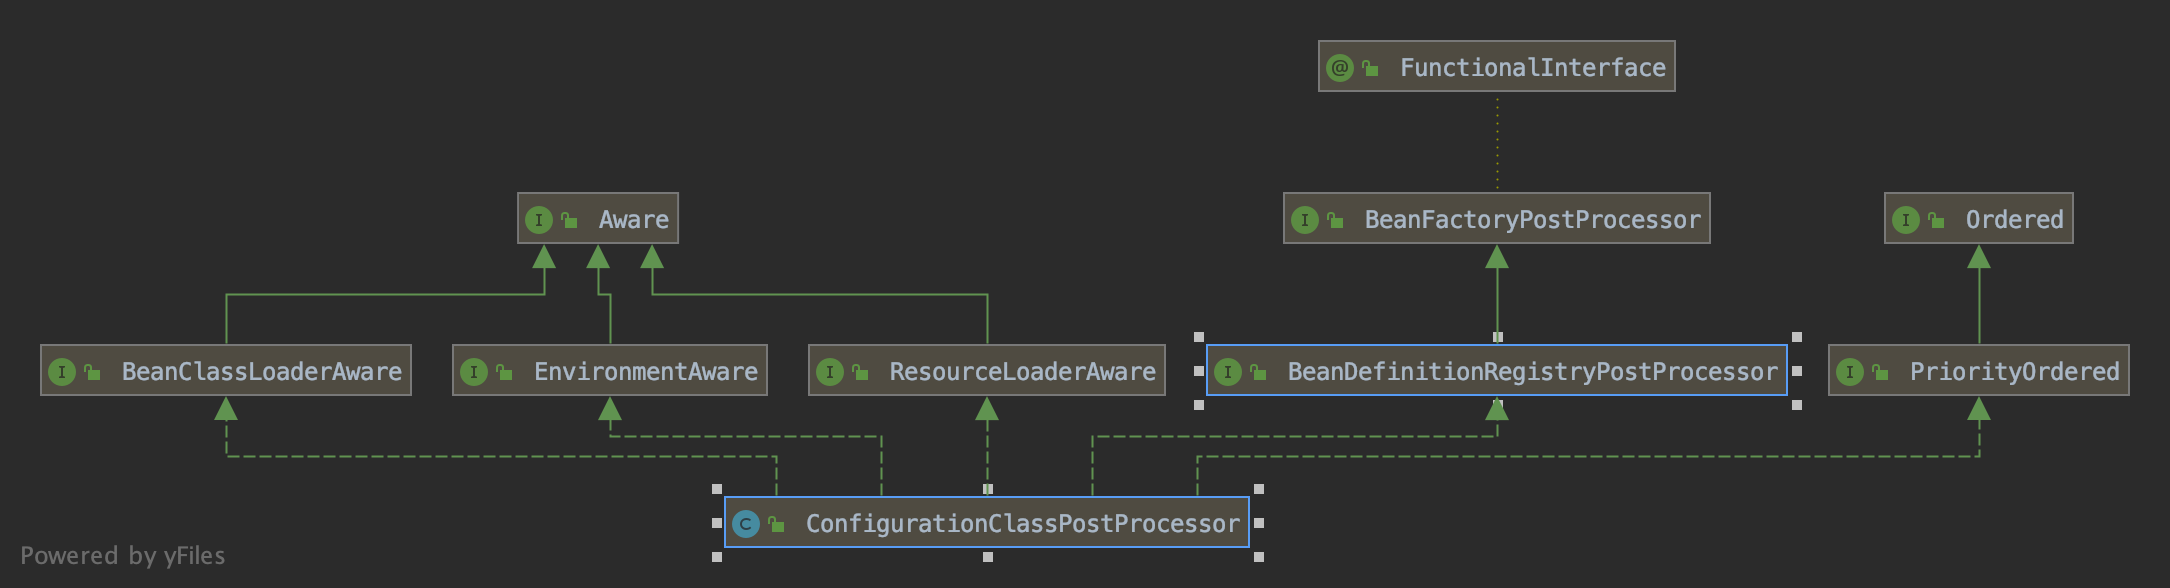 FunctionalInterface
Aware
BeanFactoryPostProcessor
Ordered
BeanClassLoaderAware
EnvironmentAware
ResourceLoaderAware
BeanDefinitionRegistryPostProcessor
PriorityOrdered
ConfigurationClassPostProcessor
Powered by yFiles